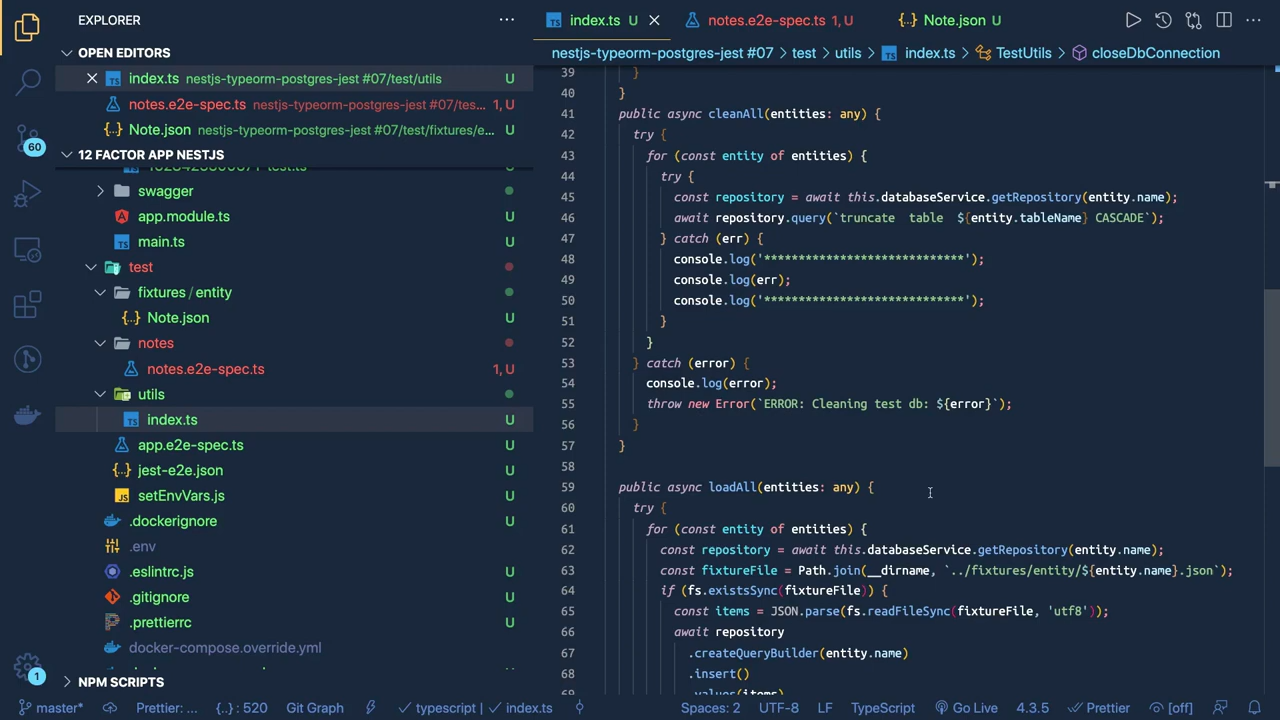 EXPLORER
OPEN EDITORS
index.ts nestjs-typeorm-postgres-jest #07/test/utils U
notes.e2e-spec.ts nestjs-typeorm-postgres-jest #07/tes... 1, U
Note.json nestjs-typeorm-postgres-jest #07/test/fixtures/e... U
12 FACTOR APP NESTJS
swagger
app.module.ts U
main.ts U
test
fixtures / entity
Note.json U
notes
notes.e2e-spec.ts 1, U
utils
index.ts U
app.e2e-spec.ts U
jest-e2e.json U
setEnvVars.js U
.dockerignore U
.env
.eslintrc.js U
.gitignore U
.prettierrc U
docker-compose.override.yml
NPM SCRIPTS
60
1
index.ts U
notes.e2e-spec.ts 1, U
Note.json U
nestjs-typeorm-postgres-jest #07 › test › utils › index.ts › TestUtils › closeDbConnection
39 }
40 }
41 public async cleanAll(entities: any) {
42 try {
43 for (const entity of entities) {
44 try {
45 const repository = await this.databaseService.getRepository(entity.name);
46 await repository.query(`truncate table ${entity.tableName} CASCADE`);
47 } catch (err) {
48 console.log('*****************************');
49 console.log(err);
50 console.log('*****************************');
51 }
52 }
53 } catch (error) {
54 console.log(error);
55 throw new Error(`ERROR: Cleaning test db: ${error}`);
56 }
57 }
58
59 public async loadAll(entities: any) {
60 try {
61 for (const entity of entities) {
62 const repository = await this.databaseService.getRepository(entity.name);
63 const fixtureFile = Path.join(__dirname, `../fixtures/entity/${entity.name}.json`);
64 if (fs.existsSync(fixtureFile)) {
65 const items = JSON.parse(fs.readFileSync(fixtureFile, 'utf8'));
66 await repository
67 .createQueryBuilder(entity.name)
68 .insert()
69 .values(items)
master* Prettier: ... {..} : 520 Git Graph typescript | index.ts Spaces: 2 UTF-8 LF TypeScript Go Live 4.3.5 Prettier [off]